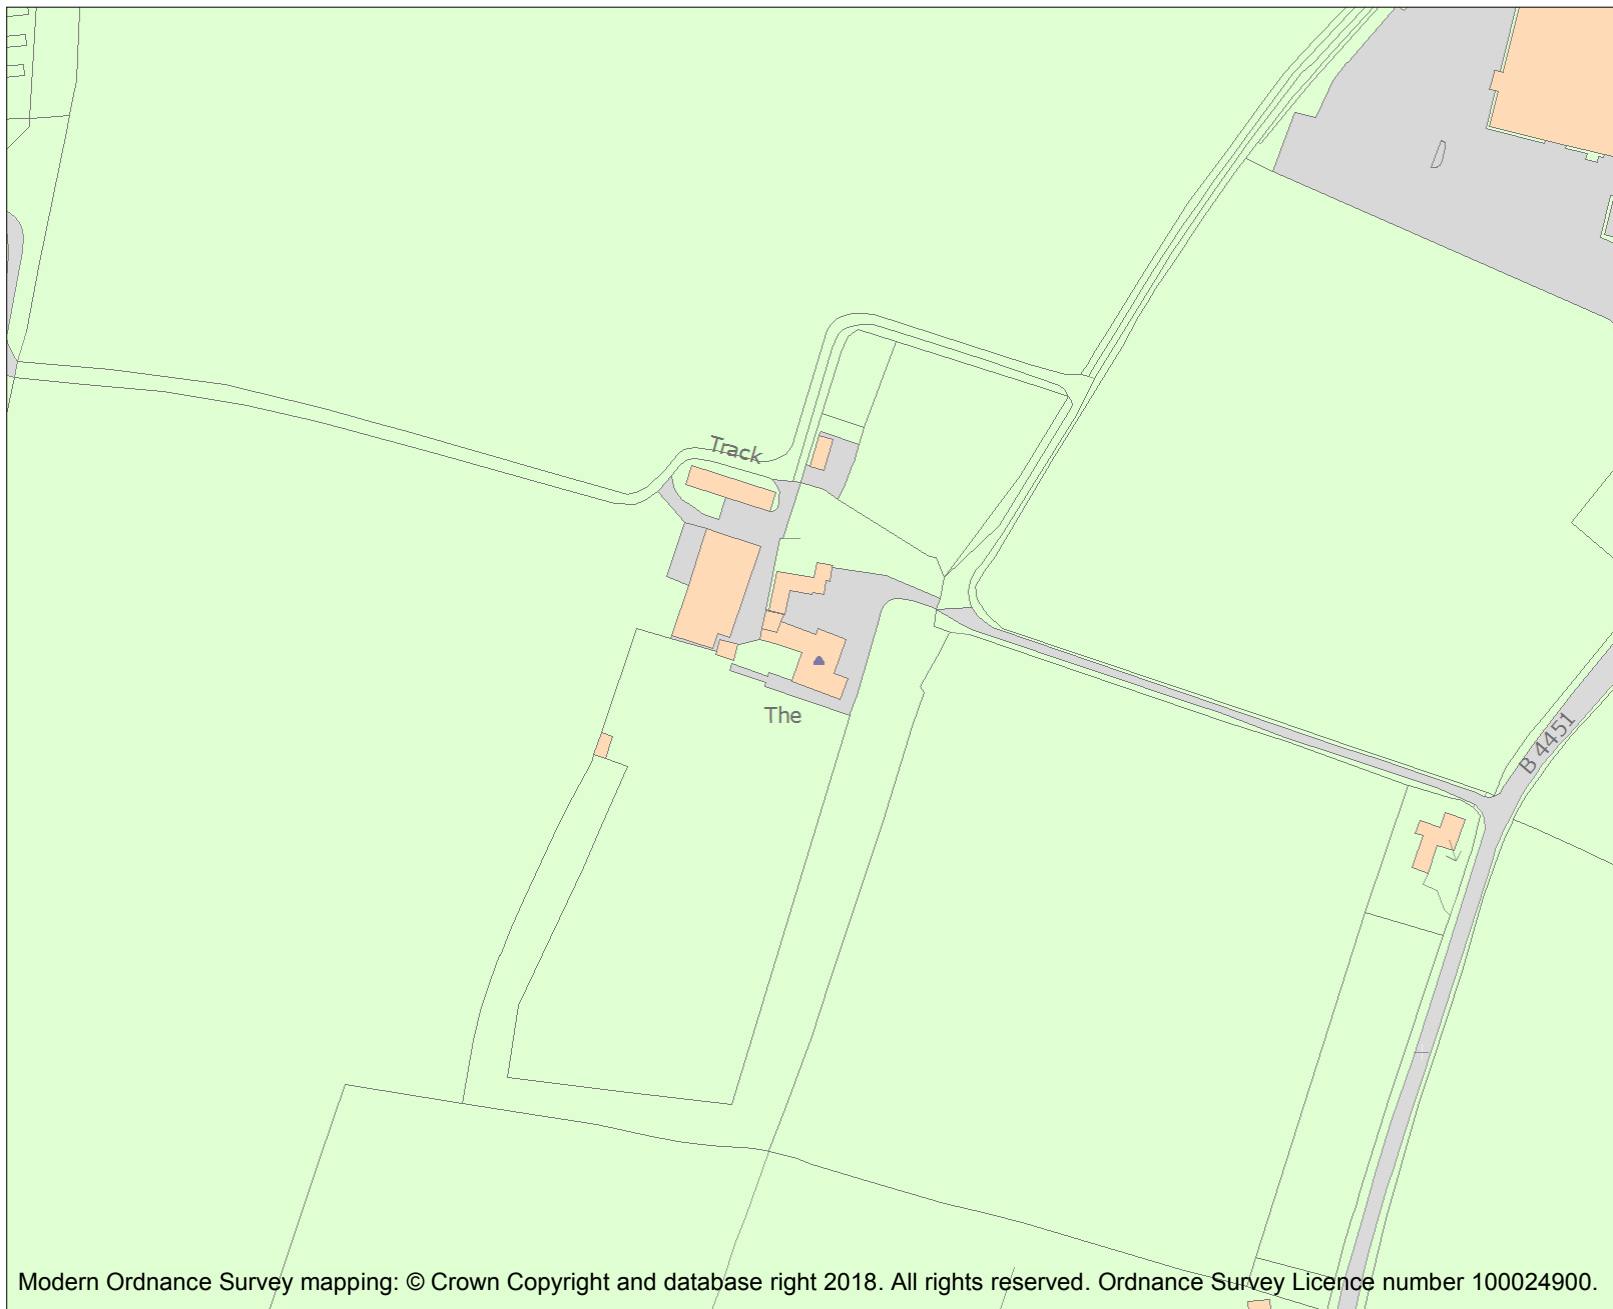 Track
The
B 4451
Modern Ordnance Survey mapping: © Crown Copyright and database right 2018. All rights reserved. Ordnance Survey Licence number 100024900.